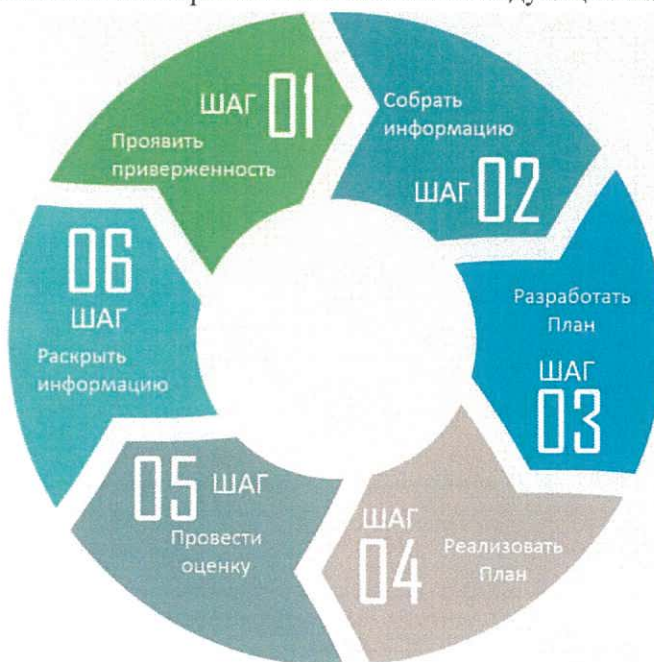 ШАГ 01
Проявить
приверженность
Собрать
информацию
ШАГ 02
Разработать
План
ШАГ
03
ШАГ
04
Реализовать
План
05 ШАГ
Провести
оценку
06
ШАГ
Раскрыть
информацию